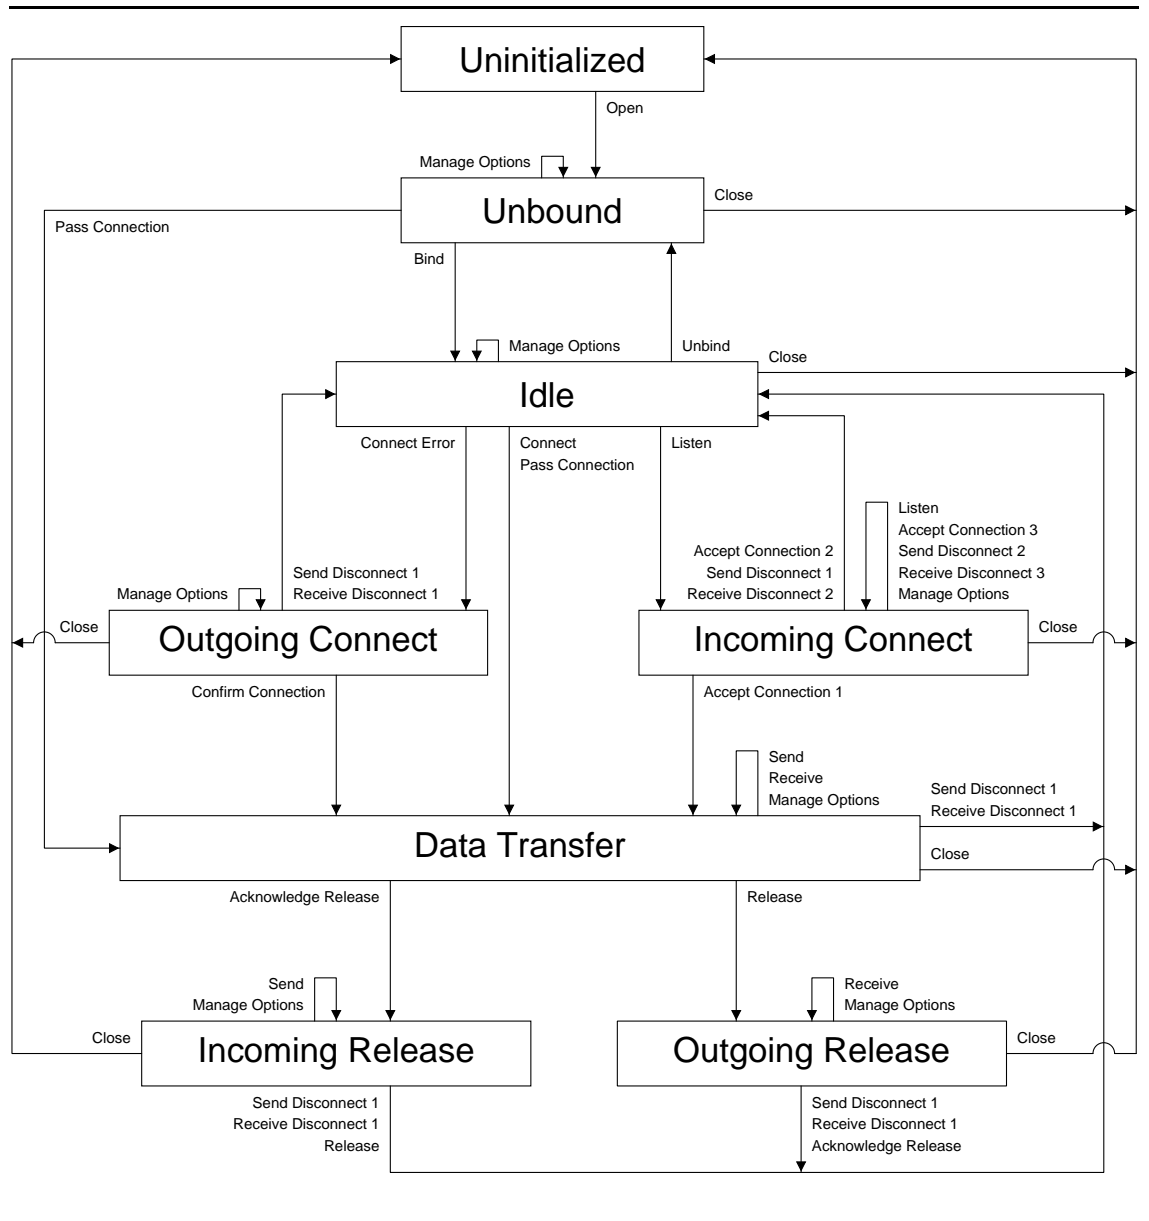 Uninitialized
Open
Manage Options
Unbound
Close
Pass Connection
Bind
Manage Options
Unbind
Close
Idle
Connect Error
Connect
Pass Connection
Listen
Listen
Accept Connection 3
Send Disconnect 2
Receive Disconnect 3
Manage Options
Accept Connection 2
Send Disconnect 1
Receive Disconnect 2
Send Disconnect 1
Receive Disconnect 1
Manage Options
Close
Outgoing Connect
Incoming Connect
Close
Confirm Connection
Accept Connection 1
Send
Receive
Manage Options
Send Disconnect 1
Receive Disconnect 1
Data Transfer
Close
Acknowledge Release
Release
Send
Manage Options
Receive
Manage Options
Close
Incoming Release
Outgoing Release
Close
Send Disconnect 1
Receive Disconnect 1
Release
Send Disconnect 1
Receive Disconnect 1
Acknowledge Release